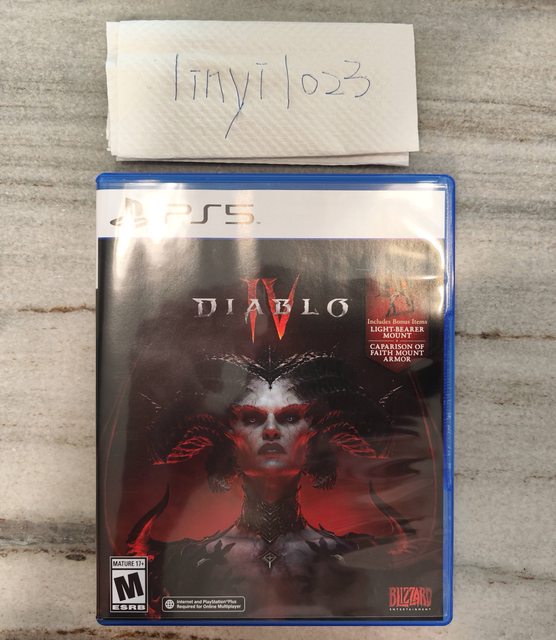 linyi1023
PS5
DIABLO
IV
Includes Bonus Items
LIGHT-BEARER
MOUNT
CAPARISON OF
FAITH MOUNT
ARMOR
MATURE 17+
M
ESRB
Internet and PlayStation®Plus
Required for Online Multiplayer
BLIZZARD
ENTERTAINMENT